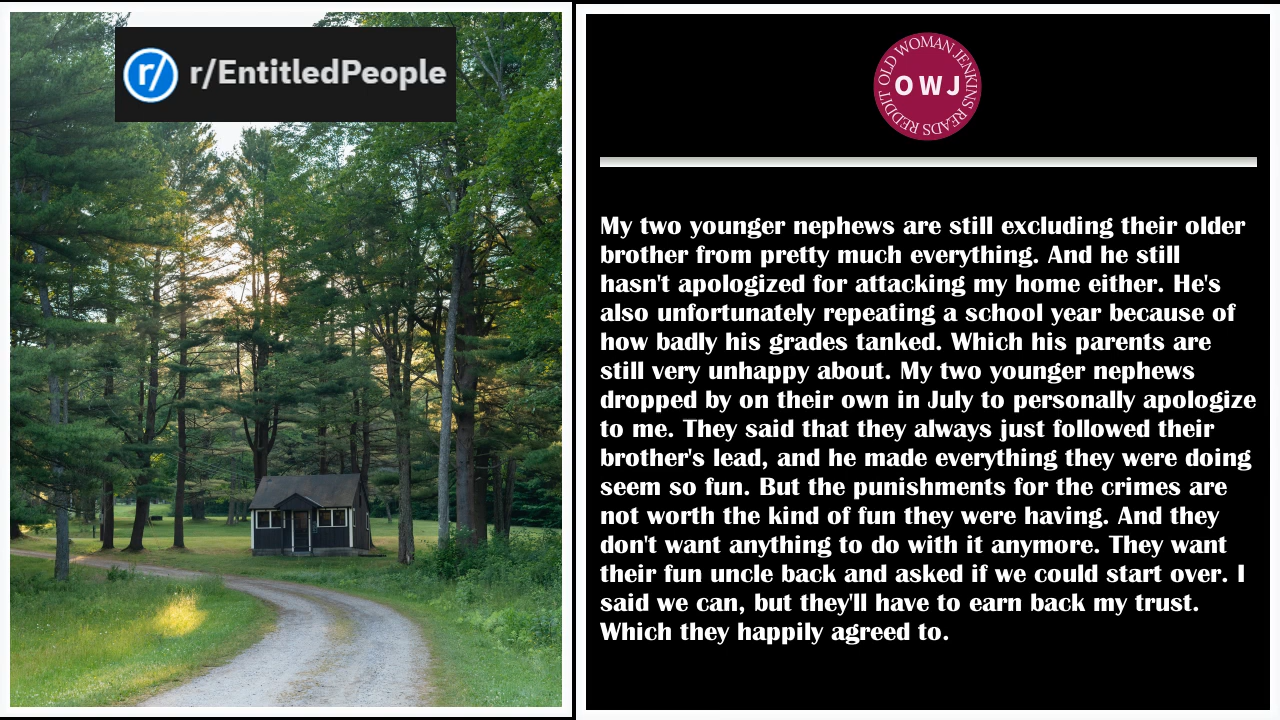 r/ r/EntitledPeople
OLD WOMAN JENKINS READS REDDIT
OWJ
My two younger nephews are still excluding their older
brother from pretty much everything. And he still
hasn't apologized for attacking my home either. He's
also unfortunately repeating a school year because of
how badly his grades tanked. Which his parents are
still very unhappy about. My two younger nephews
dropped by on their own in July to personally apologize
to me. They said that they always just followed their
brother's lead, and he made everything they were doing
seem so fun. But the punishments for the crimes are
not worth the kind of fun they were having. And they
don't want anything to do with it anymore. They want
their fun uncle back and asked if we could start over. I
said we can, but they'll have to earn back my trust.
Which they happily agreed to.